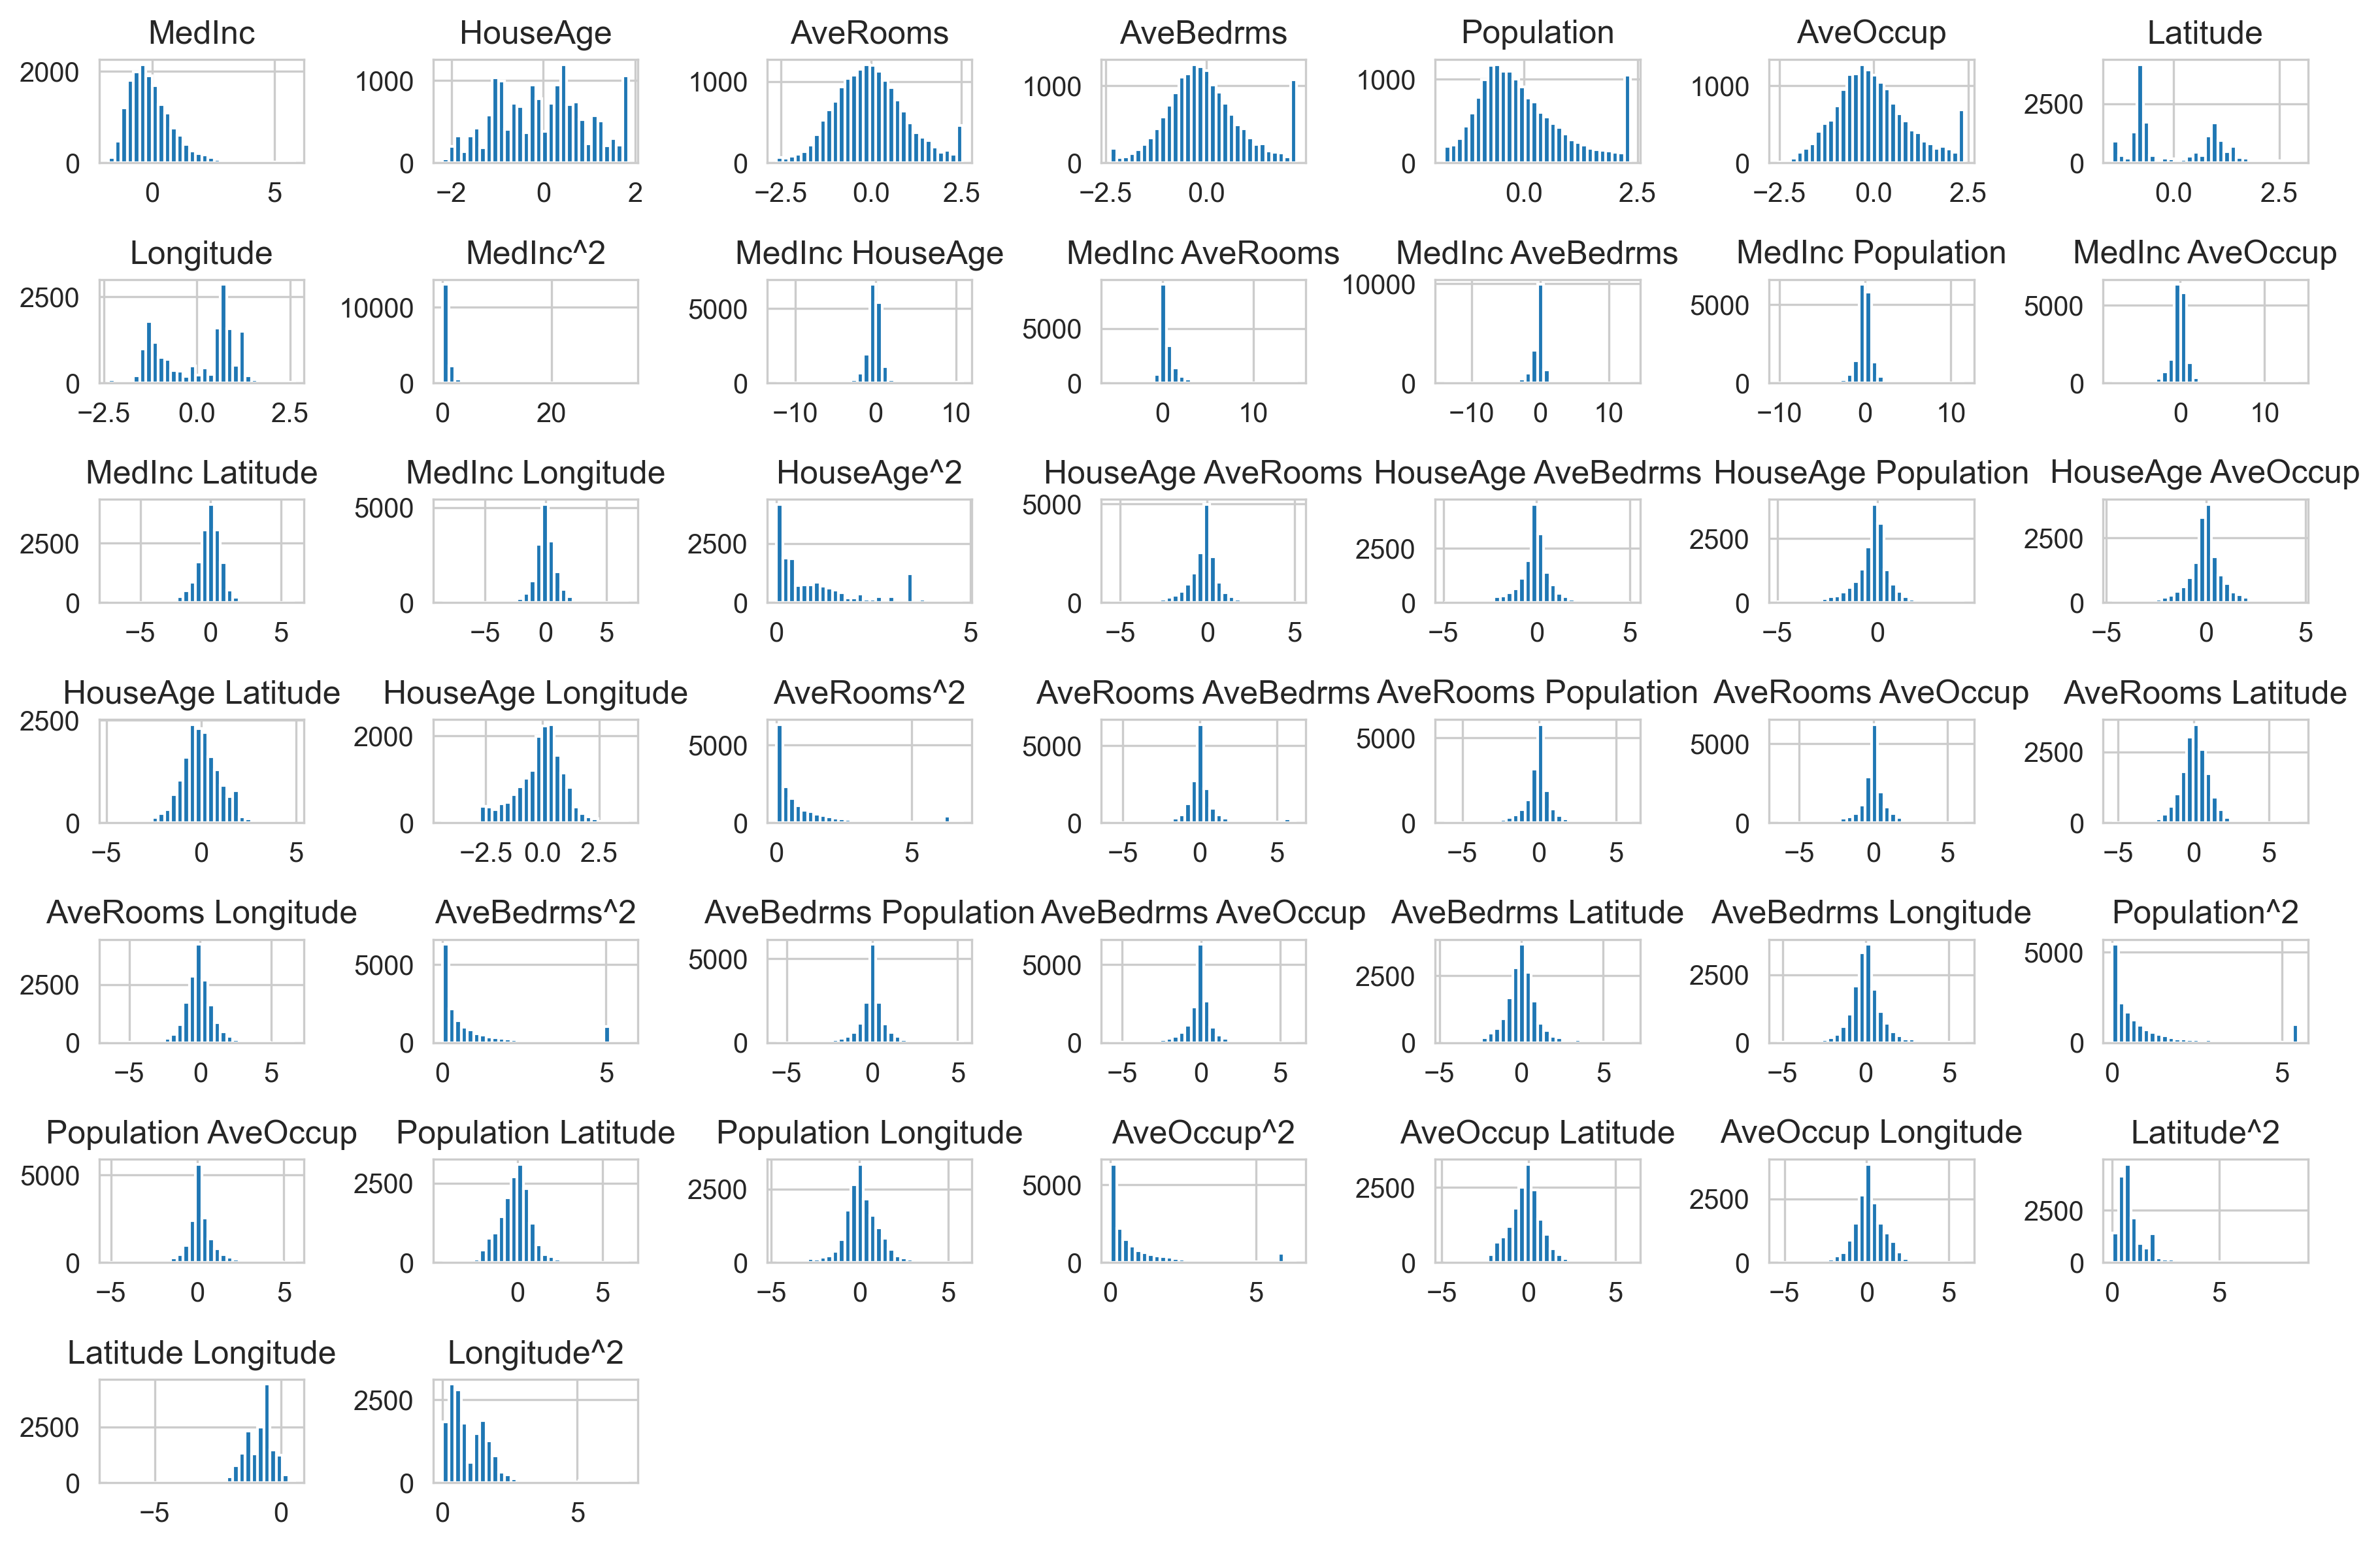 MedInc HouseAge AveRooms AveBedrms Population AveOccup Latitude
2000 0 0 5
1000 0 −2 0 2
1000 0 −2.5 0.0 2.5
1000 0 −2.5 0.0
1000 0 0.0 2.5
1000 0 −2.5 0.0 2.5
2500 0 0.0 2.5
Longitude MedInc^2 MedInc HouseAge MedInc AveRooms MedInc AveBedrms MedInc Population MedInc AveOccup
2500 0 −2.5 0.0 2.5
10000 0 0 20
5000 0 −10 0 10
5000 0 0 10
10000 0 −10 0 10
5000 0 −10 0 10
5000 0 0 10
MedInc Latitude MedInc Longitude HouseAge^2 HouseAge AveRooms HouseAge AveBedrms HouseAge Population HouseAge AveOccup
2500 0 −5 0 5
5000 0 −5 0 5
2500 0 0 5
5000 0 −5 0 5
2500 0 −5 0 5
2500 0 −5 0
2500 0 −5 0 5
HouseAge Latitude HouseAge Longitude AveRooms^2 AveRooms AveBedrms AveRooms Population AveRooms AveOccup AveRooms Latitude
2500 0 −5 0 5
2000 0 −2.5 0.0 2.5
5000 0 0 5
5000 0 −5 0 5
5000 0 −5 0 5
5000 0 −5 0 5
2500 0 −5 0 5
AveRooms Longitude AveBedrms^2 AveBedrms Population AveBedrms AveOccup AveBedrms Latitude AveBedrms Longitude Population^2
2500 0 −5 0 5
5000 0 0 5
5000 0 −5 0 5
5000 0 −5 0 5
2500 0 −5 0 5
2500 0 −5 0 5
5000 0 0 5
Population AveOccup Population Latitude Population Longitude AveOccup^2 AveOccup Latitude AveOccup Longitude Latitude^2
5000 0 −5 0 5
2500 0 0 5
2500 0 −5 0 5
5000 0 0 5
2500 0 −5 0 5
2500 0 −5 0 5
2500 0 0 5
Latitude Longitude Longitude^2
2500 0 −5 0
2500 0 0 5